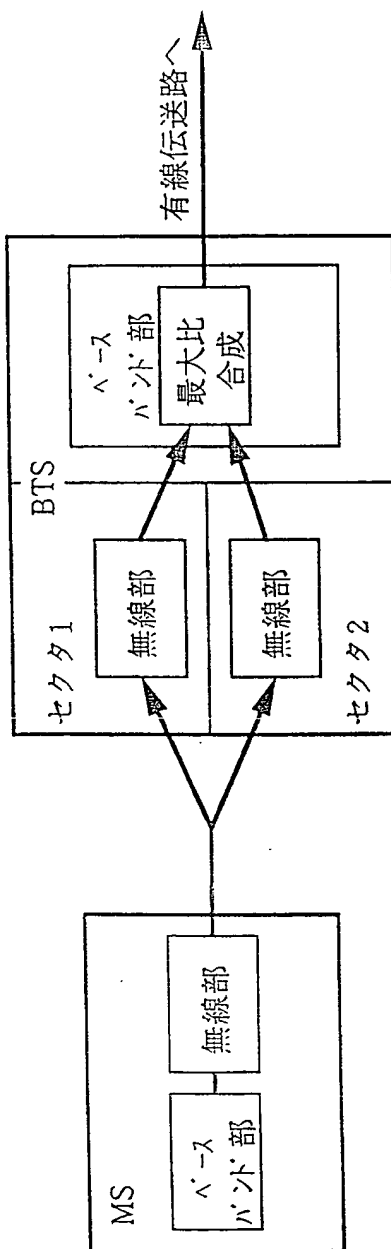 MS
ベース
バンド部
無線部
セクタ1
無線部
セクタ2
無線部
BTS
ベース
バンド部
最大比
合成
有線伝送路へ